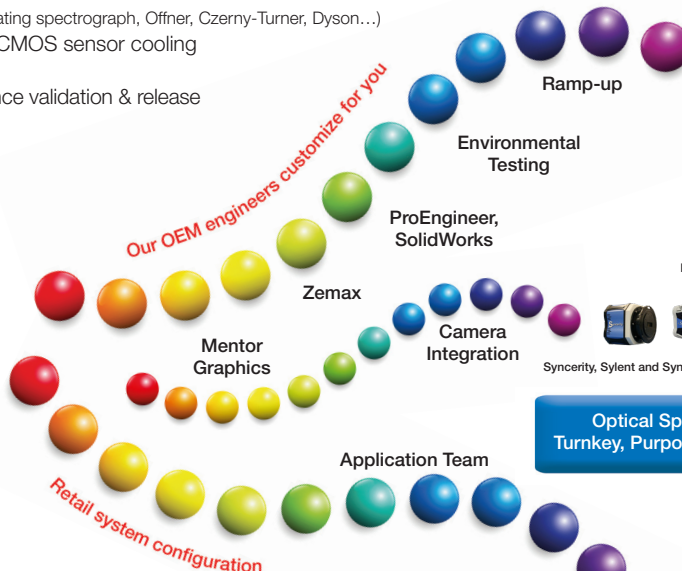 ating spectrograph, Offner, Czerny-Turner, Dyson…)
CMOS sensor cooling
nce validation & release
Ramp-up
Environmental
Testing
Our OEM engineers customize for you
ProEngineer,
SolidWorks
Zemax
Mentor
Graphics
Camera
Integration
Syncerity, Sylent and Syn
Optical Sp
Turnkey, Purpo
Application Team
Retail system configuration